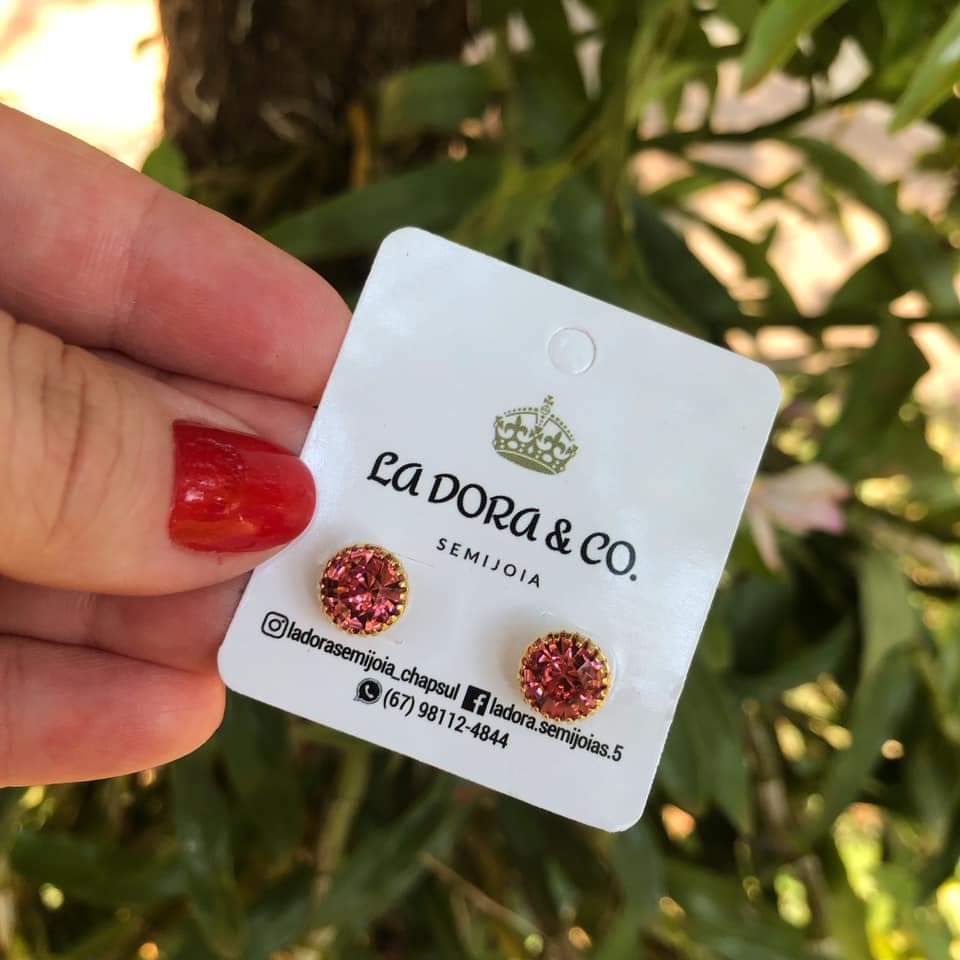 LA DORA & CO.
SEMIJOIA
ladorasemijoia_chapsul ladora.semijoias.5
(67) 98112-4844